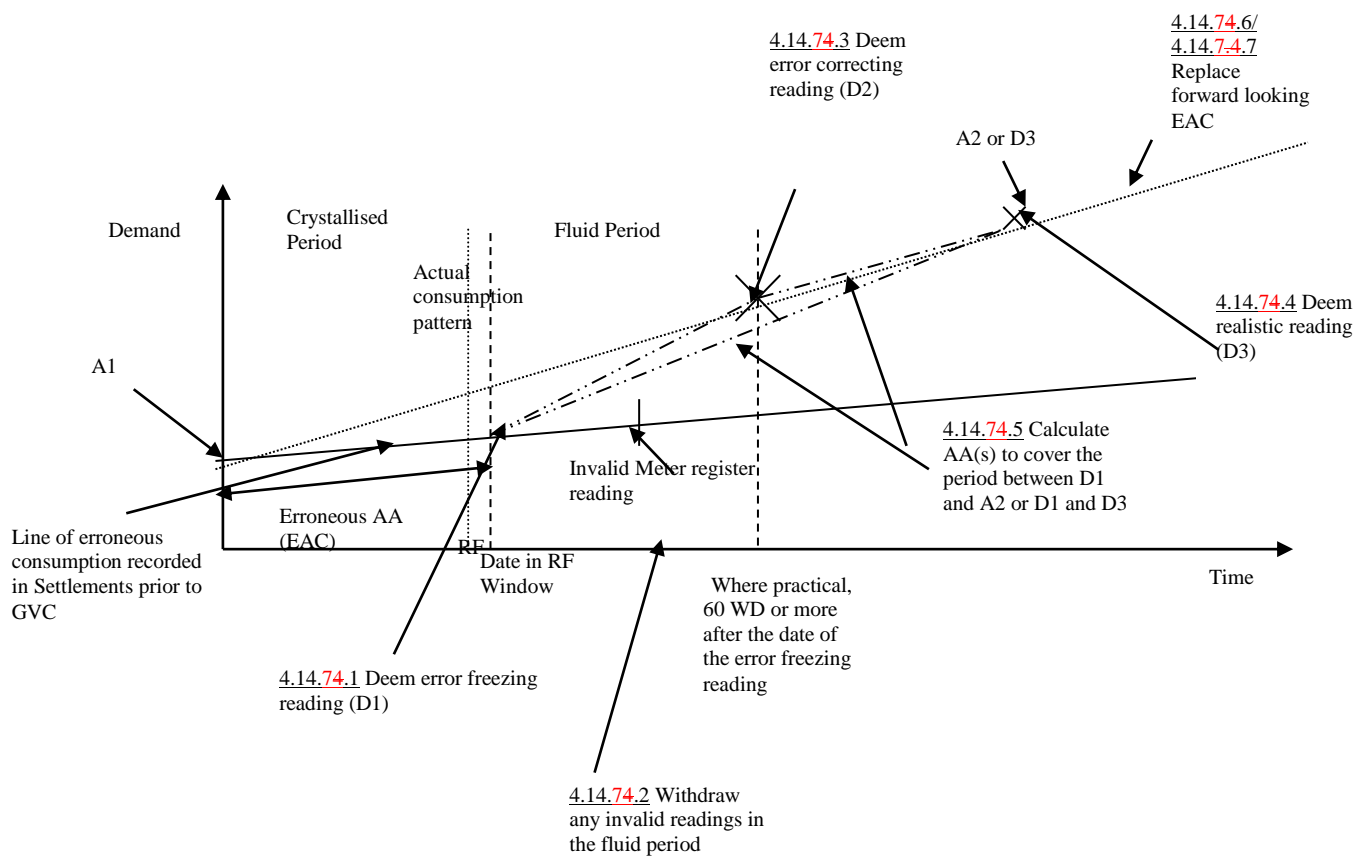 4.14.74.3 Deem
error correcting
reading (D2)
4.14.74.6/
4.14.7.4.7
Replace
forward looking
EAC
A2 or D3
Demand
Crystallised
Period
Fluid Period
Actual
consumption
pattern
A1
4.14.74.4 Deem
realistic reading
(D3)
4.14.74.5 Calculate
AA(s) to cover the
period between D1
and A2 or D1 and D3
Invalid Meter register
reading
Erroneous AA
(EAC)
Line of erroneous
consumption recorded
in Settlements prior to
GVC
RF
Date in RF
Window
Time
Where practical,
60 WD or more
after the date of
the error freezing
reading
4.14.74.1 Deem error freezing
reading (D1)
4.14.74.2 Withdraw
any invalid readings in
the fluid period